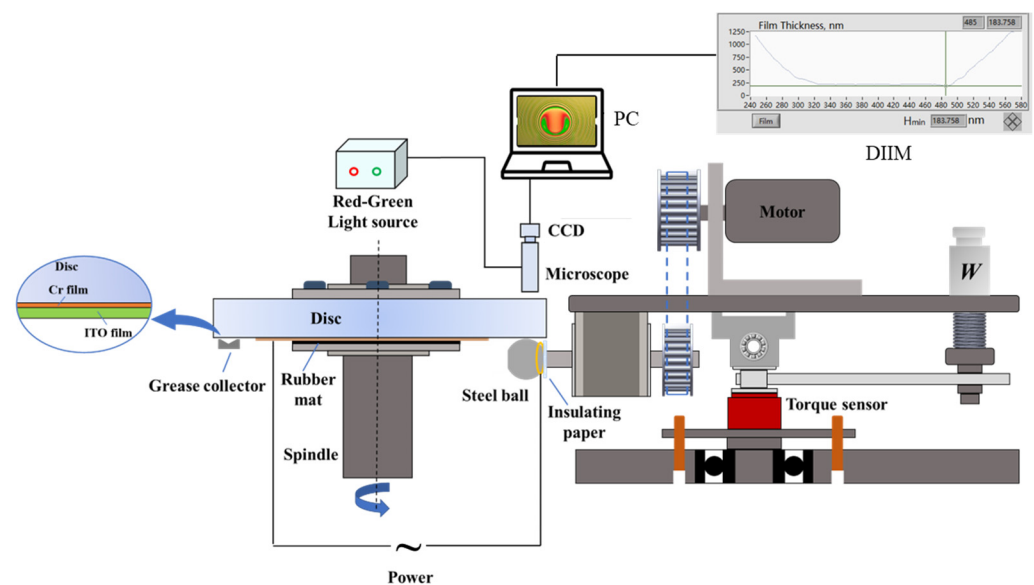 Film Thickness, nm
485
183.758
1250
1000
750
500
250
0
240 260 280 300 320 340 360 380 400 420 440 460 480 500 520 540 560 580
Film
Hmin 183.758 nm
DIIM
PC
Red-Green
Light source
CCD
Microscope
Motor
W
Disc
Cr film
ITO film
Disc
Grease collector
Rubber
mat
Steel ball
Insulating
paper
Torque sensor
Spindle
~
Power